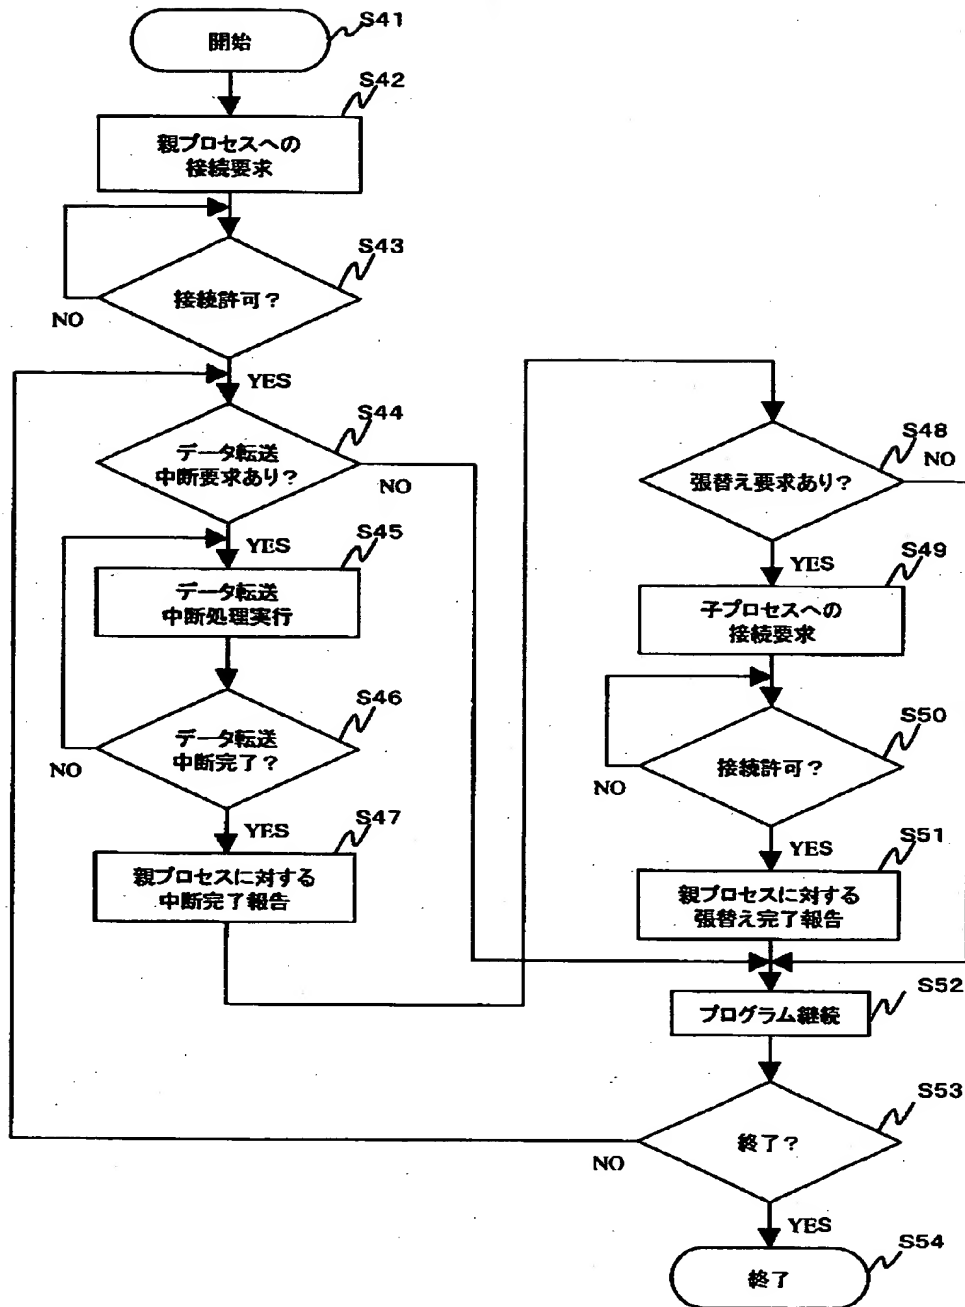 開始
S41
S42
親プロセスへの
接続要求
S43
接続許可？
NO
YES
S44
データ転送
中断要求あり？
NO
YES
S45
データ転送
中断処理実行
S46
データ転送
中断完了？
NO
YES
S47
親プロセスに対する
中断完了報告
S48
張替え要求あり？
NO
YES
S49
子プロセスへの
接続要求
S50
接続許可？
NO
YES
S51
親プロセスに対する
張替え完了報告
S52
プログラム継続
S53
終了？
NO
YES
S54
終了